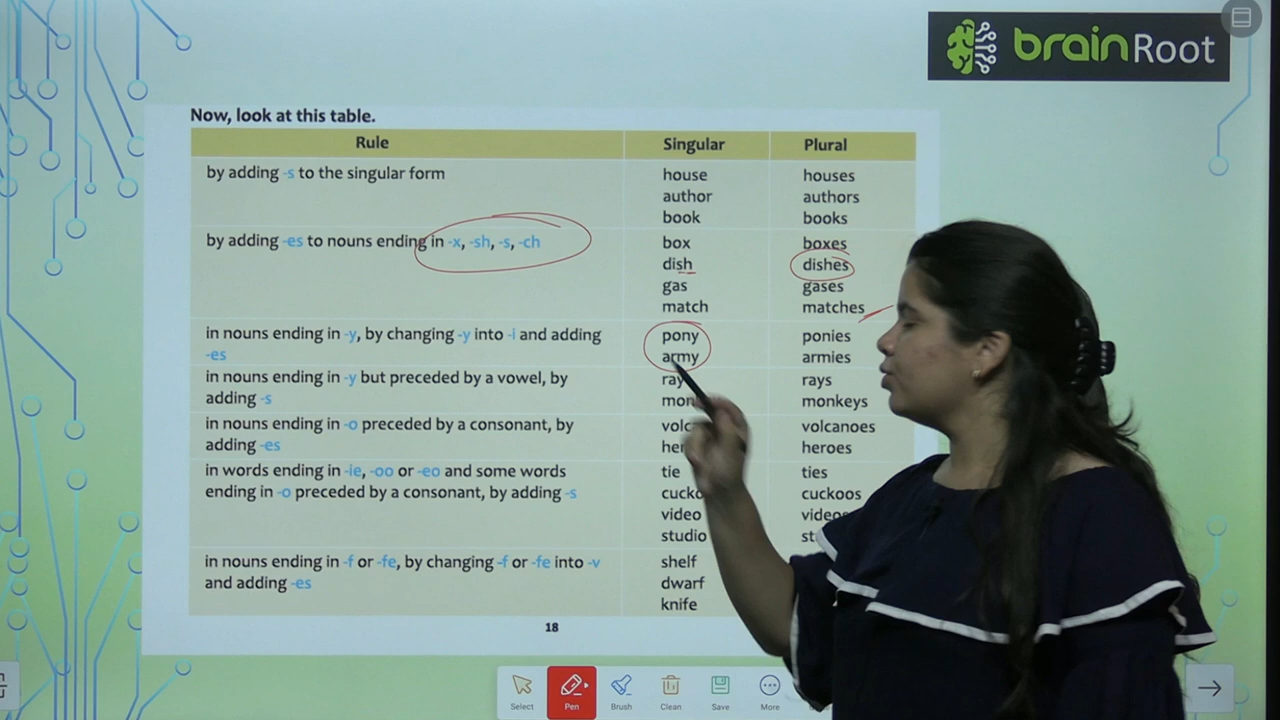 brainRoot
Now, look at this table.
Rule Singular Plural
by adding -s to the singular form house houses
author authors
book books
by adding -es to nouns ending in -x, -sh, -s, -ch box boxes
dish dishes
gas gases
match matches
in nouns ending in -y, by changing -y into -i and adding pony ponies
-es army armies
in nouns ending in -y but preceded by a vowel, by ray rays
adding -s monkeys
in nouns ending in -o preceded by a consonant, by volcanoes
adding -es heroes
in words ending in -ie, -oo or -eo and some words tie ties
ending in -o preceded by a consonant, by adding -s cuckoos
video videos
studio
in nouns ending in -f or -fe, by changing -f or -fe into -v shelf
and adding -es dwarf
knife
18
Select Pen Brush Clean Save More